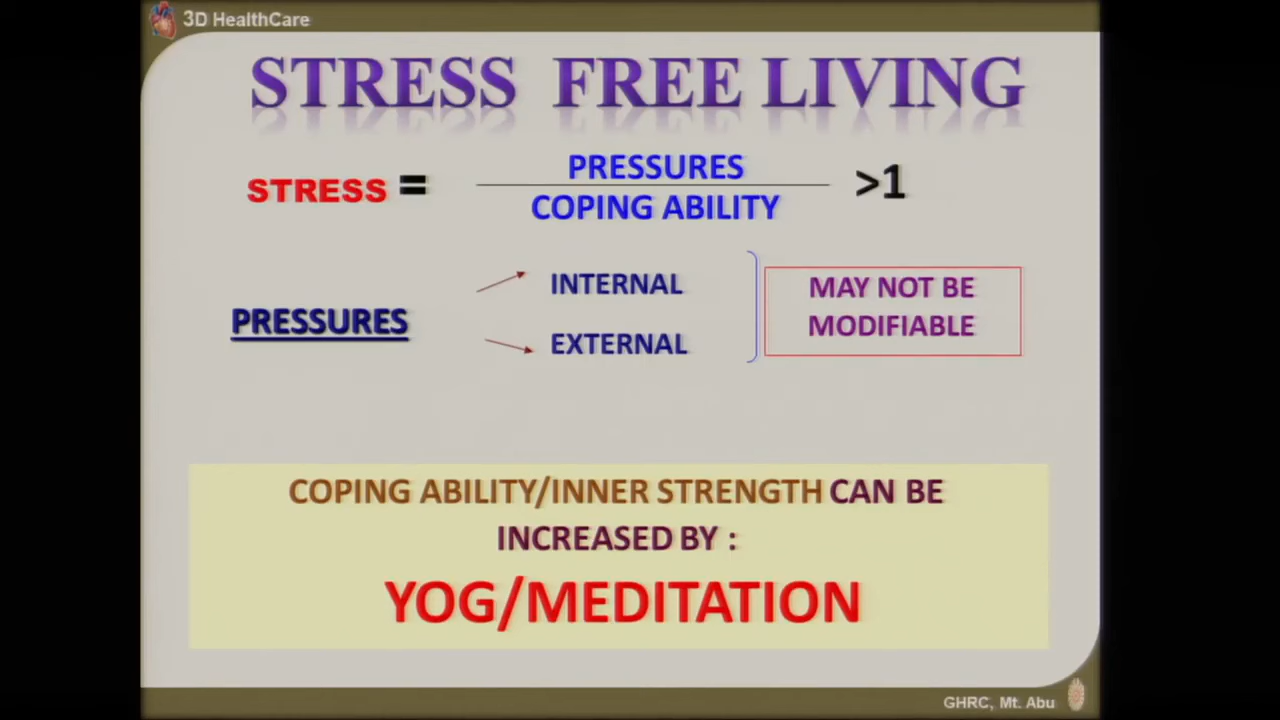 3D HealthCare
STRESS FREE LIVING
STRESS = PRESSURES
COPING ABILITY >1
PRESSURES
INTERNAL
EXTERNAL
MAY NOT BE
MODIFIABLE
COPING ABILITY/INNER STRENGTH CAN BE
INCREASED BY :
YOG/MEDITATION
GHRC, Mt. Abu